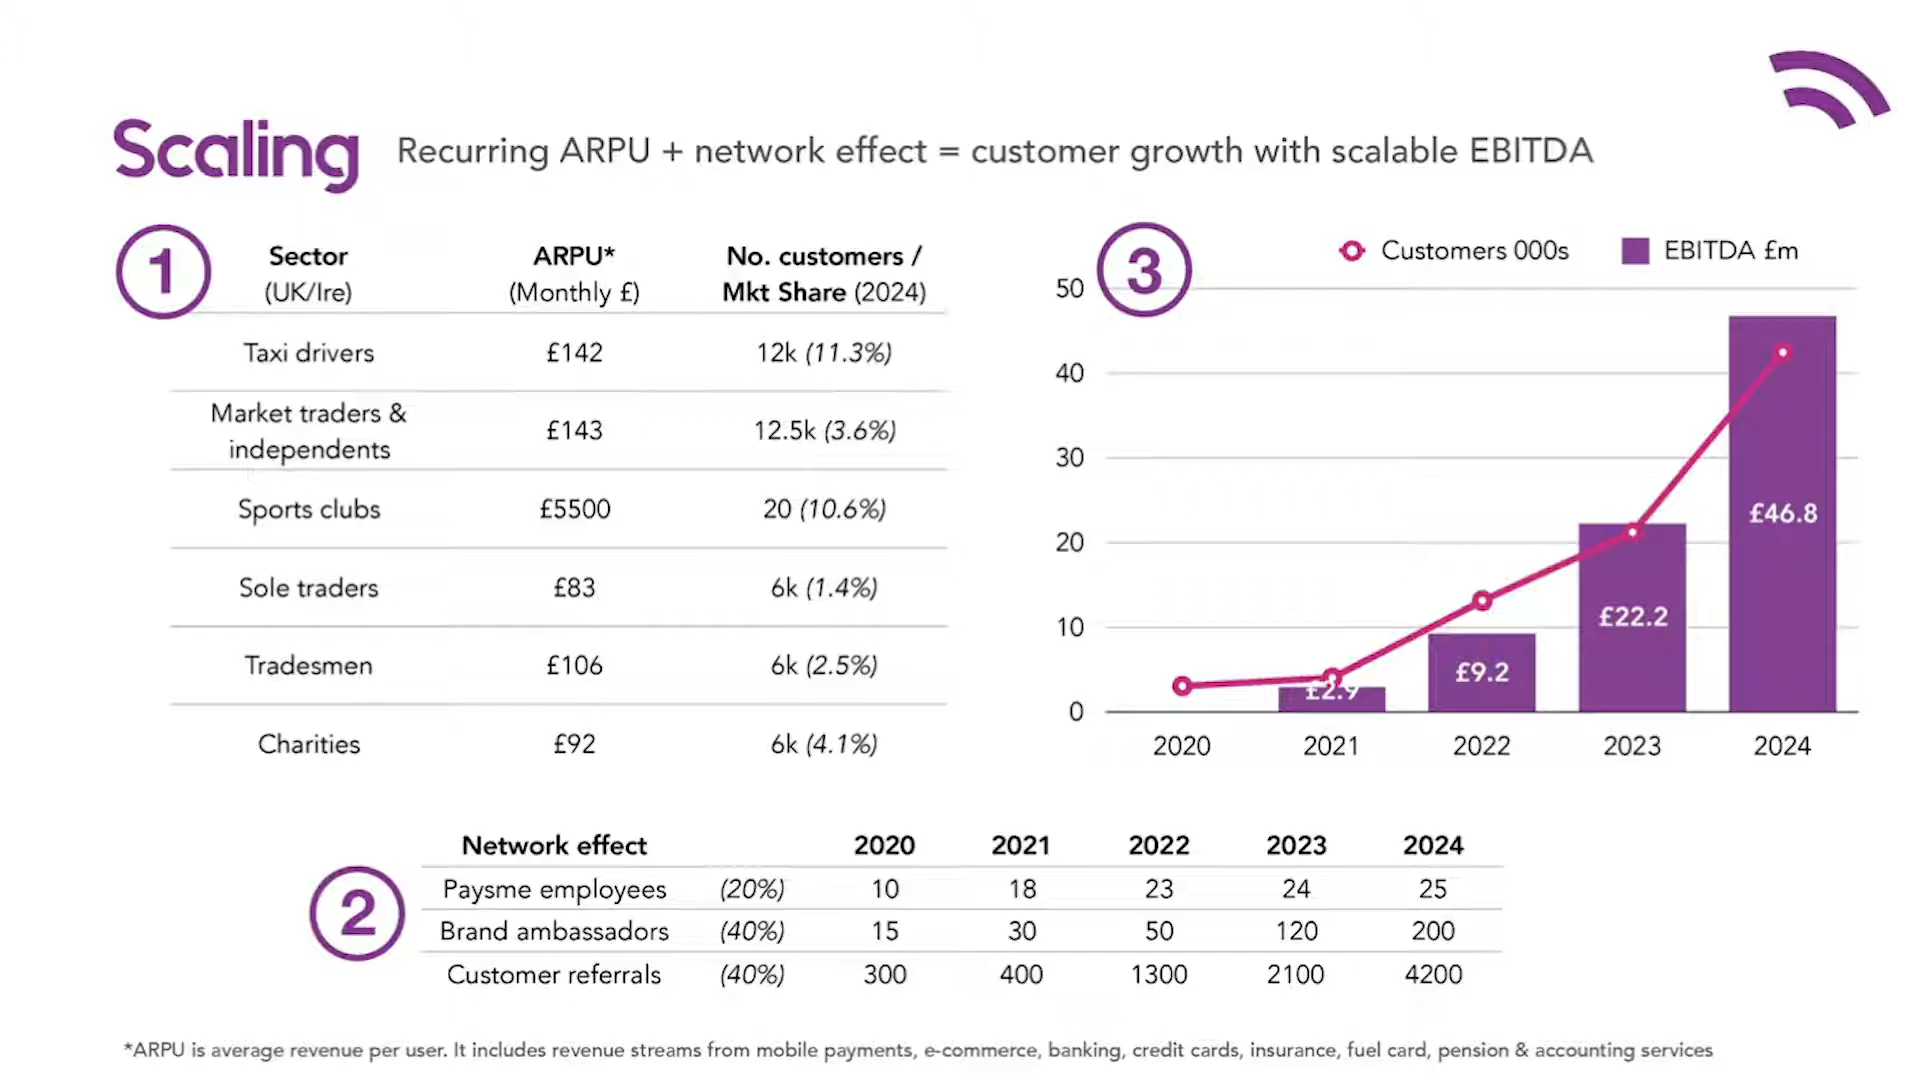 Scaling Recurring ARPU + network effect = customer growth with scalable EBITDA
1
Sector ARPU* No. customers /
(UK/Ire) (Monthly £) Mkt Share (2024)
Taxi drivers £142 12k (11.3%)
Market traders &
independents £143 12.5k (3.6%)
Sports clubs £5500 20 (10.6%)
Sole traders £83 6k (1.4%)
Tradesmen £106 6k (2.5%)
Charities £92 6k (4.1%)
3
Customers 000s EBITDA £m
50
40
30
20
10
0
£2.9
£9.2
£22.2
£46.8
2020 2021 2022 2023 2024
2
Network effect 2020 2021 2022 2023 2024
Paysme employees (20%) 10 18 23 24 25
Brand ambassadors (40%) 15 30 50 120 200
Customer referrals (40%) 300 400 1300 2100 4200
*ARPU is average revenue per user. It includes revenue streams from mobile payments, e-commerce, banking, credit cards, insurance, fuel card, pension & accounting services